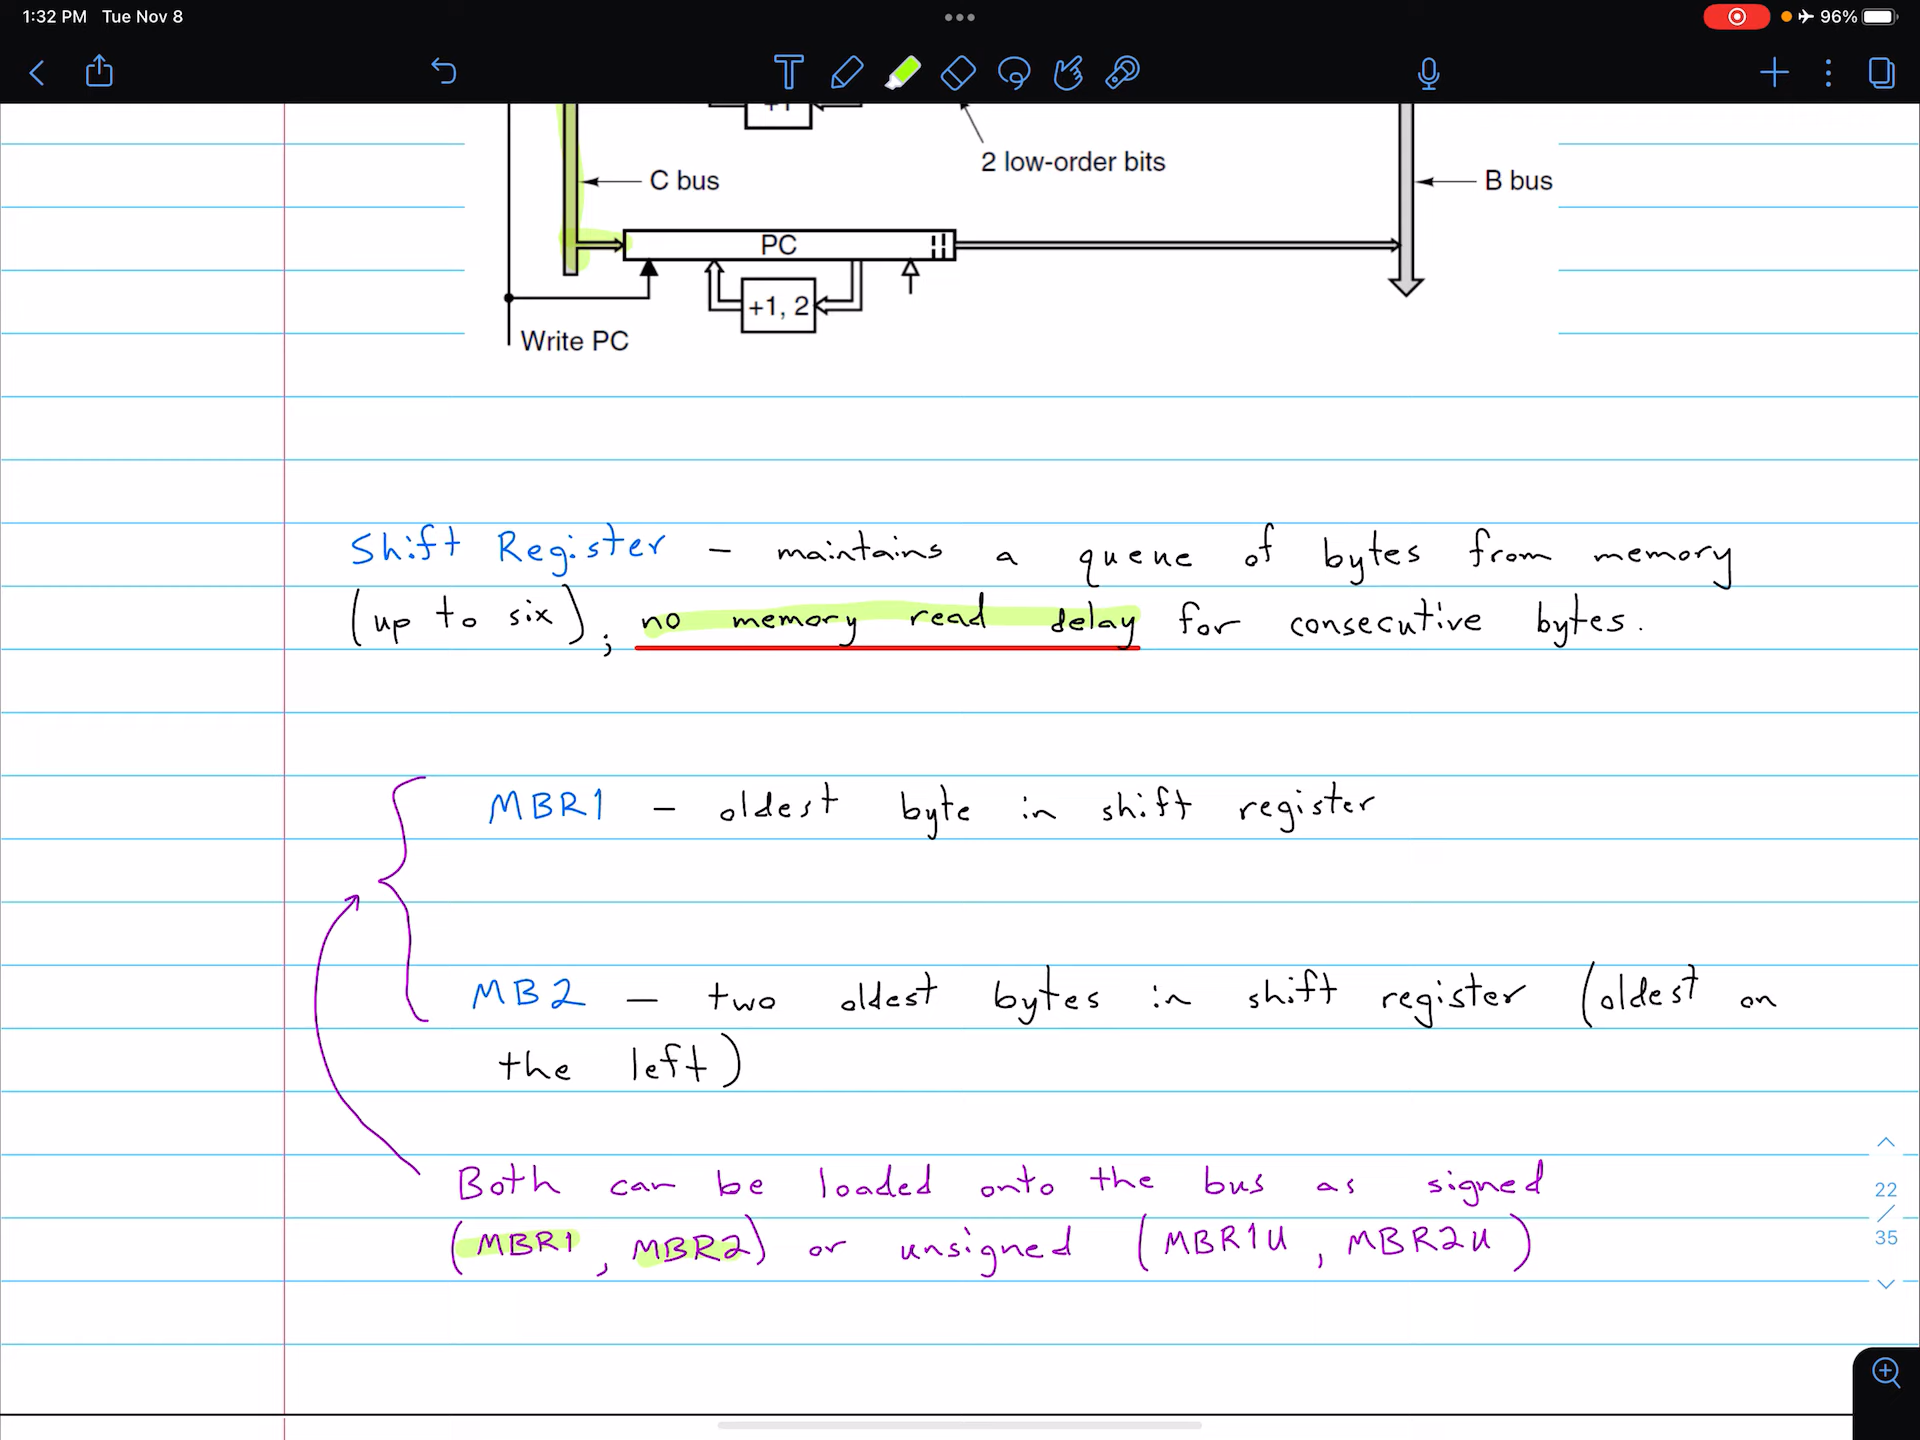 1:32 PM Tue Nov 8
96%
T
+1
2 low-order bits
C bus
B bus
PC
+1, 2
Write PC
Shift Register - maintains a queue of bytes from memory
(up to six); no memory read delay for consecutive bytes.
MBR1 - oldest byte in shift register
MB2 - two oldest bytes in shift register (oldest on
the left)
Both can be loaded onto the bus as signed
(MBR1, MBR2) or unsigned (MBR1U, MBR2U)
22
/
35